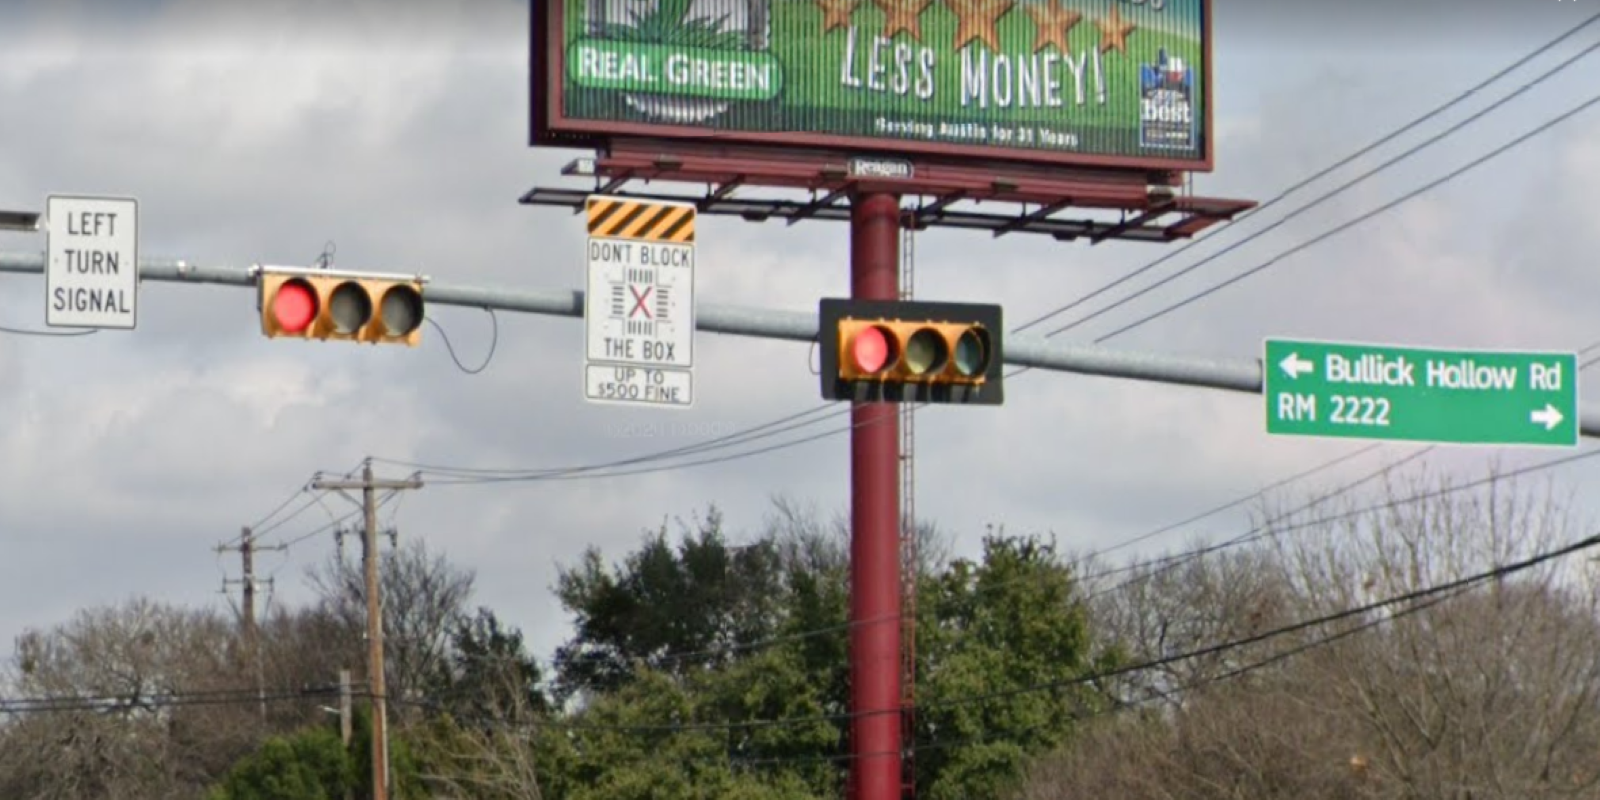 REAL GREEN
LESS MONEY!
Serving Austin for 31 Years
best
Reagan
LEFT
TURN
SIGNAL
DONT BLOCK
THE BOX
UP TO
$500 FINE
← Bullick Hollow Rd
RM 2222 →